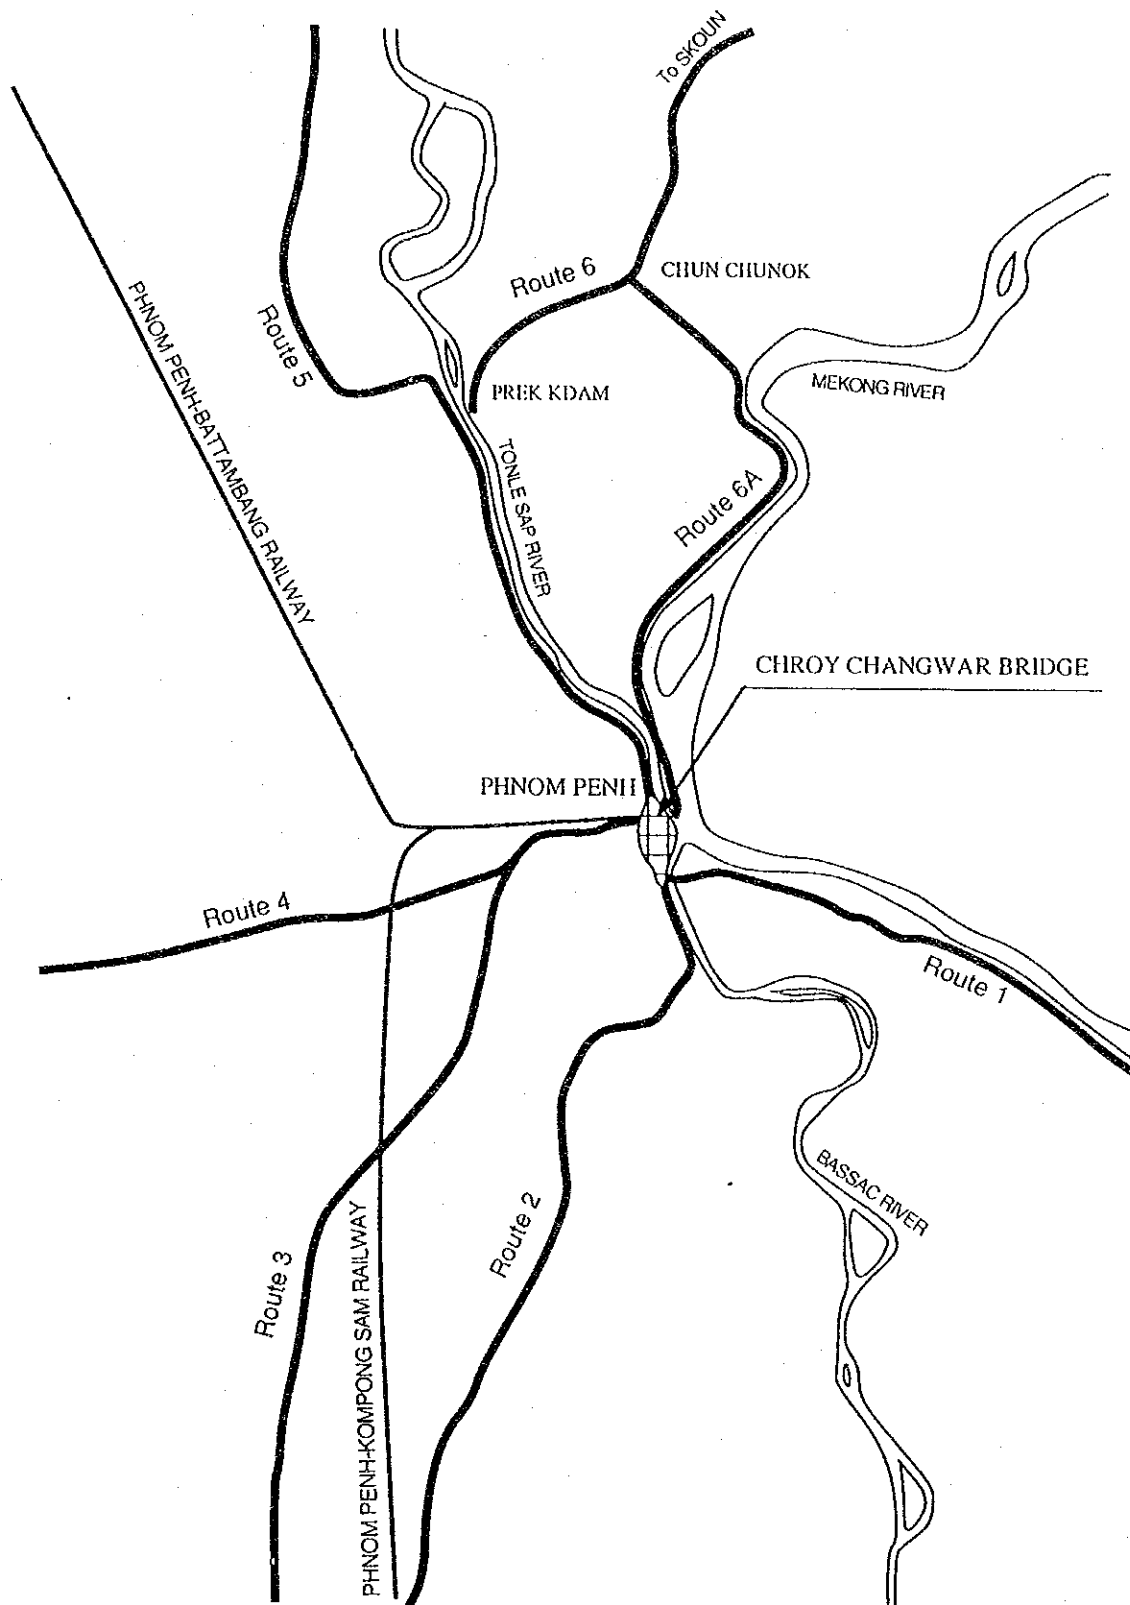 To SKOUN
CHUN CHUNOK
Route 6
PHNOM PENH-BATTAMBANG RAILWAY
Route 5
MEKONG RIVER
PREK KDAM
TONLE SAP RIVER
Route 6A
CHROY CHANGWAR BRIDGE
PHNOM PENH
Route 4
Route 1
BASSAC RIVER
Route 2
Route 3
PHNOM PENH-KOMPONG SAM RAILWAY